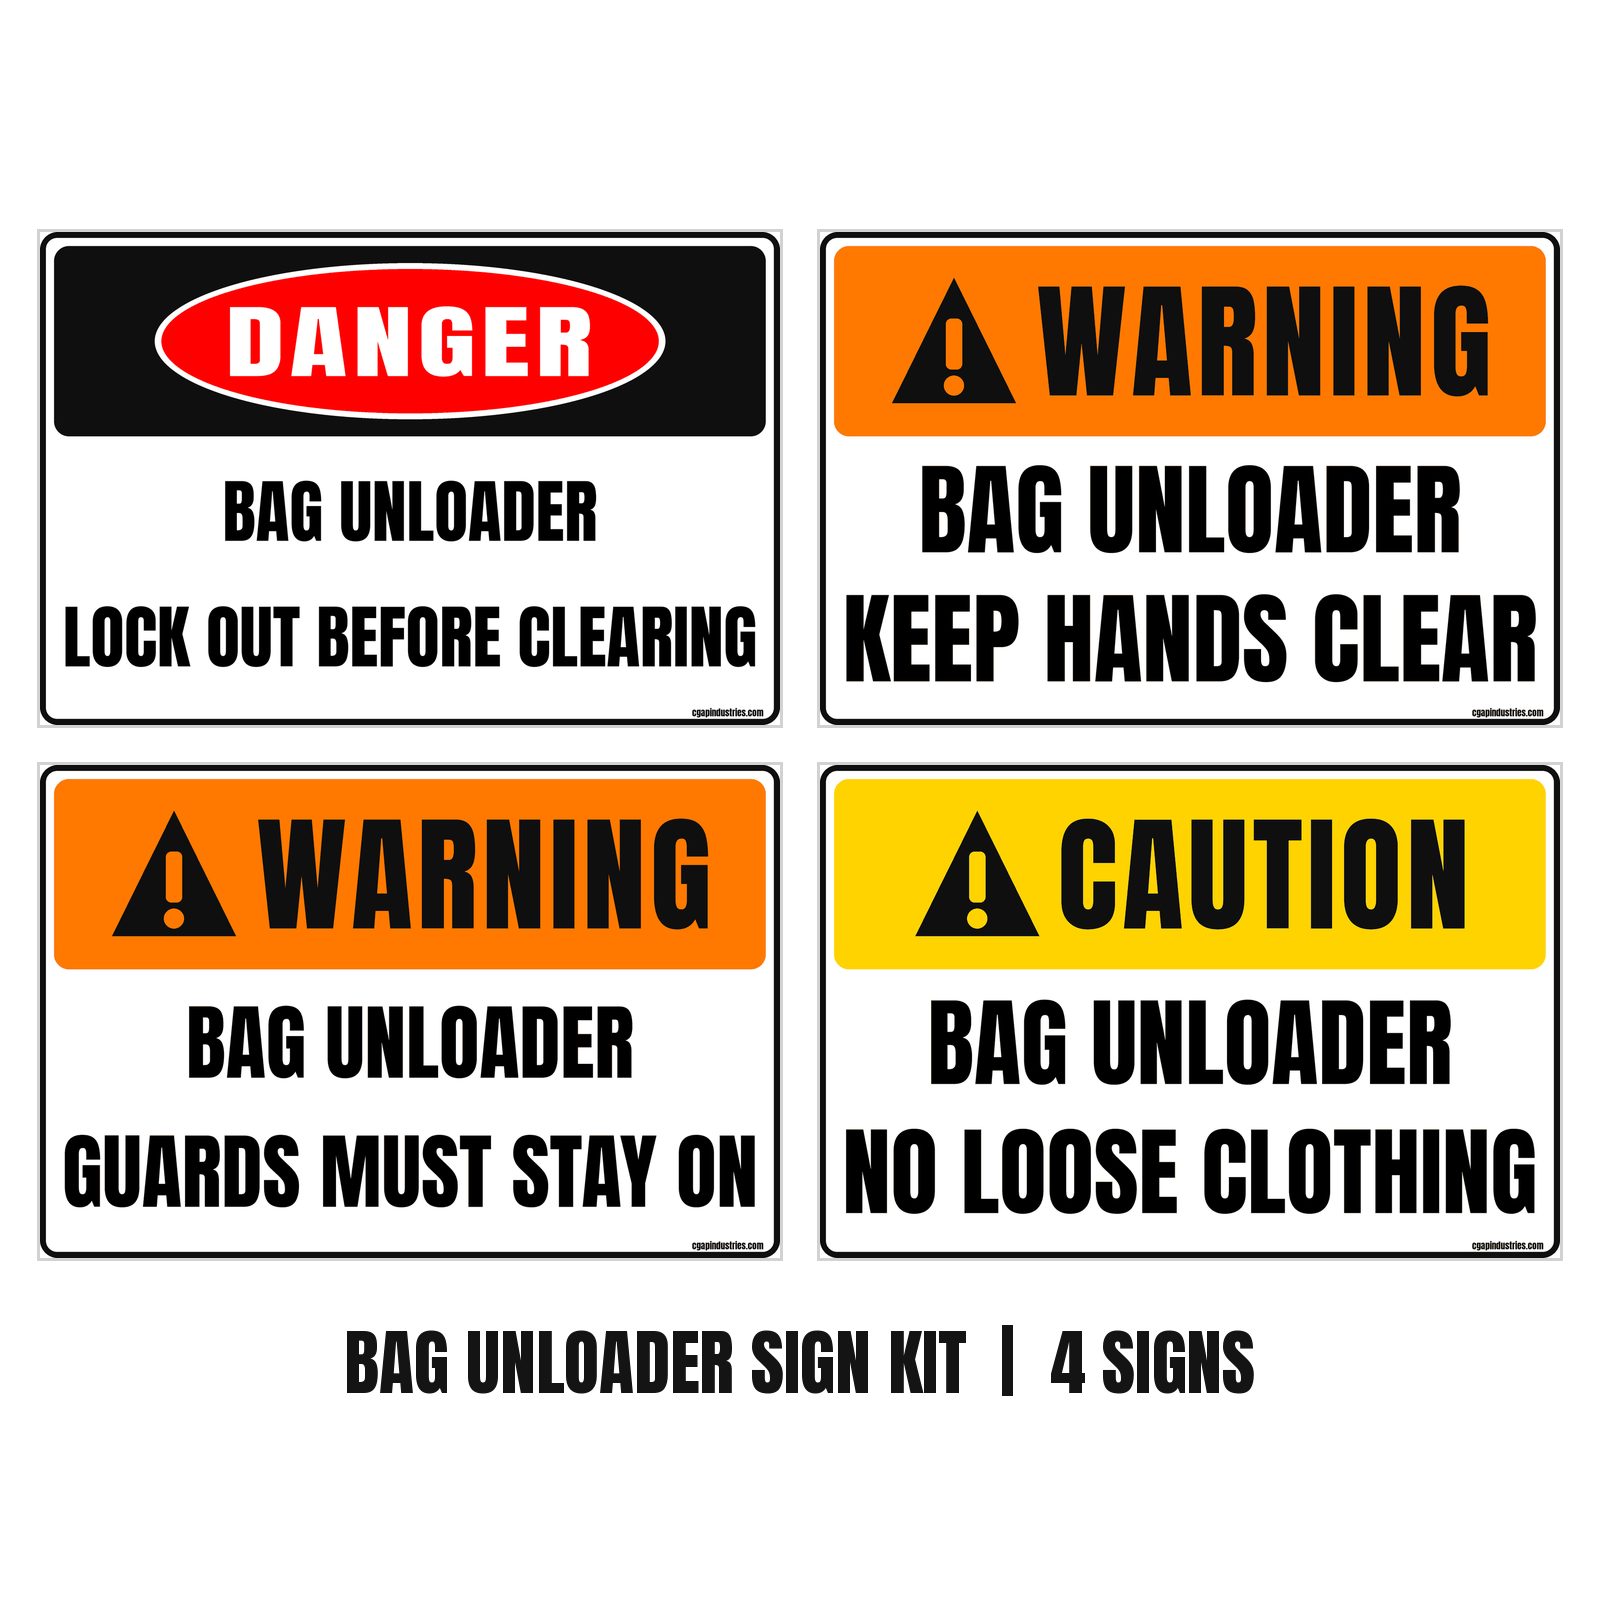 DANGER
BAG UNLOADER
LOCK OUT BEFORE CLEARING
cgapindustries.com
WARNING
BAG UNLOADER
KEEP HANDS CLEAR
cgapindustries.com
WARNING
BAG UNLOADER
GUARDS MUST STAY ON
cgapindustries.com
CAUTION
BAG UNLOADER
NO LOOSE CLOTHING
cgapindustries.com
BAG UNLOADER SIGN KIT | 4 SIGNS